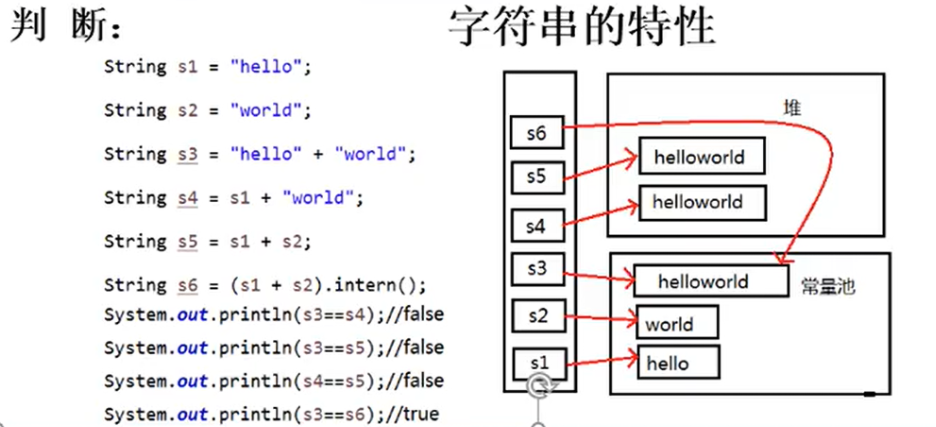 判 断：
String s1 = "hello";
String s2 = "world";
String s3 = "hello" + "world";
String s4 = s1 + "world";
String s5 = s1 + s2;
String s6 = (s1 + s2).intern();
System.out.println(s3==s4);//false
System.out.println(s3==s5);//false
System.out.println(s4==s5);//false
System.out.println(s3==s6);//true
字符串的特性
堆
s6
helloworld
s5
helloworld
s4
s3
helloworld
常量池
s2
world
s1
hello